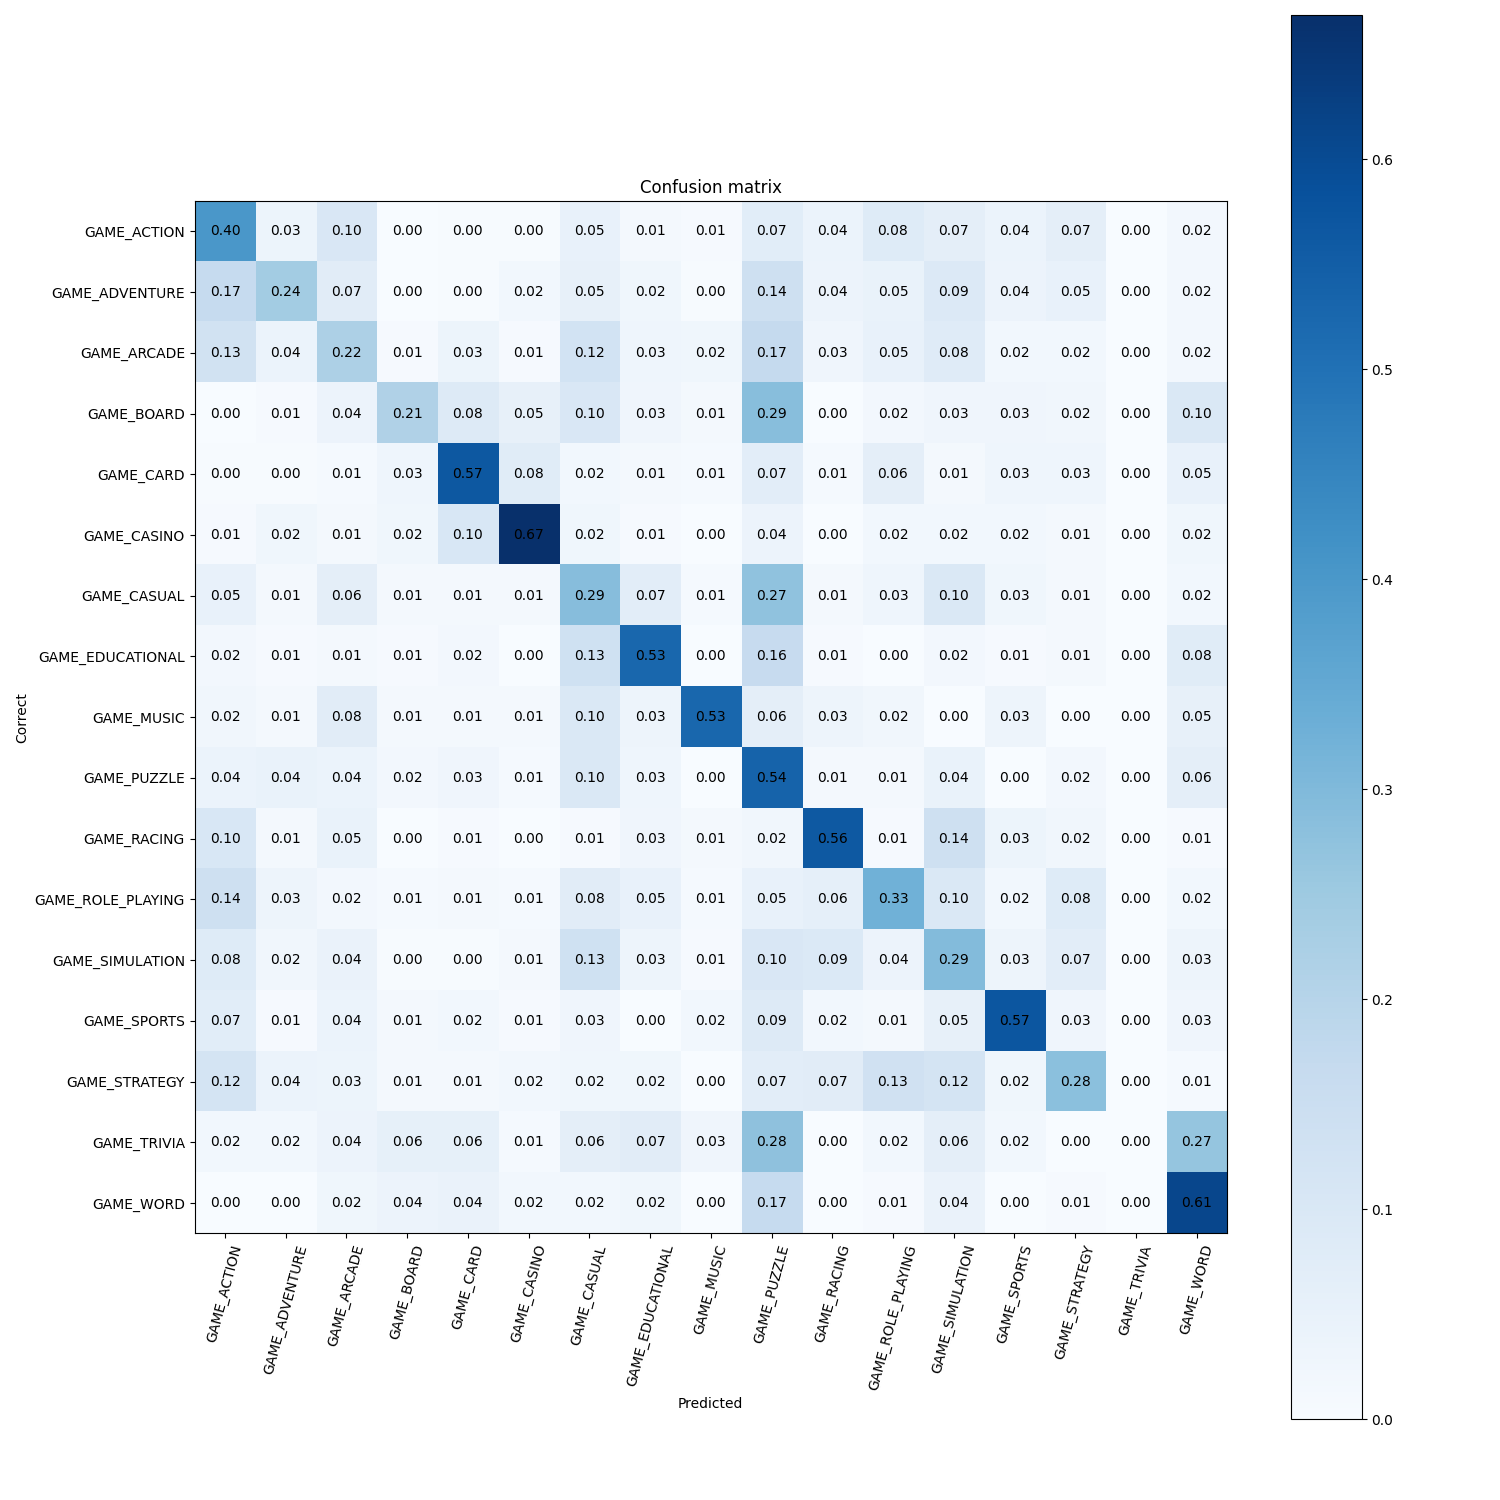 Confusion matrix
GAME_ACTION 0.40 0.03 0.10 0.00 0.00 0.00 0.05 0.01 0.01 0.07 0.04 0.08 0.07 0.04 0.07 0.00 0.02
GAME_ADVENTURE 0.17 0.24 0.07 0.00 0.00 0.02 0.05 0.02 0.00 0.14 0.04 0.05 0.09 0.04 0.05 0.00 0.02
GAME_ARCADE 0.13 0.04 0.22 0.01 0.03 0.01 0.12 0.03 0.02 0.17 0.03 0.05 0.08 0.02 0.02 0.00 0.02
GAME_BOARD 0.00 0.01 0.04 0.21 0.08 0.05 0.10 0.03 0.01 0.29 0.00 0.02 0.03 0.03 0.02 0.00 0.10
GAME_CARD 0.00 0.00 0.01 0.03 0.57 0.08 0.02 0.01 0.01 0.07 0.01 0.06 0.01 0.03 0.03 0.00 0.05
GAME_CASINO 0.01 0.02 0.01 0.02 0.10 0.67 0.02 0.01 0.00 0.04 0.00 0.02 0.02 0.02 0.01 0.00 0.02
GAME_CASUAL 0.05 0.01 0.06 0.01 0.01 0.01 0.29 0.07 0.01 0.27 0.01 0.03 0.10 0.03 0.01 0.00 0.02
GAME_EDUCATIONAL 0.02 0.01 0.01 0.01 0.02 0.00 0.13 0.53 0.00 0.16 0.01 0.00 0.02 0.01 0.01 0.00 0.08
GAME_MUSIC 0.02 0.01 0.08 0.01 0.01 0.01 0.10 0.03 0.53 0.06 0.03 0.02 0.00 0.03 0.00 0.00 0.05
GAME_PUZZLE 0.04 0.04 0.04 0.02 0.03 0.01 0.10 0.03 0.00 0.54 0.01 0.01 0.04 0.00 0.02 0.00 0.06
GAME_RACING 0.10 0.01 0.05 0.00 0.01 0.00 0.01 0.03 0.01 0.02 0.56 0.01 0.14 0.03 0.02 0.00 0.01
GAME_ROLE_PLAYING 0.14 0.03 0.02 0.01 0.01 0.01 0.08 0.05 0.01 0.05 0.06 0.33 0.10 0.02 0.08 0.00 0.02
GAME_SIMULATION 0.08 0.02 0.04 0.00 0.00 0.01 0.13 0.03 0.01 0.10 0.09 0.04 0.29 0.03 0.07 0.00 0.03
GAME_SPORTS 0.07 0.01 0.04 0.01 0.02 0.01 0.03 0.00 0.02 0.09 0.02 0.01 0.05 0.57 0.03 0.00 0.03
GAME_STRATEGY 0.12 0.04 0.03 0.01 0.01 0.02 0.02 0.02 0.00 0.07 0.07 0.13 0.12 0.02 0.28 0.00 0.01
GAME_TRIVIA 0.02 0.02 0.04 0.06 0.06 0.01 0.06 0.07 0.03 0.28 0.00 0.02 0.06 0.02 0.00 0.00 0.27
GAME_WORD 0.00 0.00 0.02 0.04 0.04 0.02 0.02 0.02 0.00 0.17 0.00 0.01 0.04 0.00 0.01 0.00 0.61
Correct
GAME_ACTION
GAME_ADVENTURE
GAME_ARCADE
GAME_BOARD
GAME_CARD
GAME_CASINO
GAME_CASUAL
GAME_EDUCATIONAL
GAME_MUSIC
GAME_PUZZLE
GAME_RACING
GAME_ROLE_PLAYING
GAME_SIMULATION
GAME_SPORTS
GAME_STRATEGY
GAME_TRIVIA
GAME_WORD
Predicted
0.6
0.5
0.4
0.3
0.2
0.1
0.0